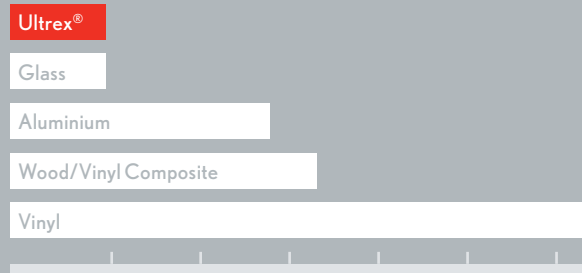 Ultrex®
Glass
Aluminium
Wood/Vinyl Composite
Vinyl